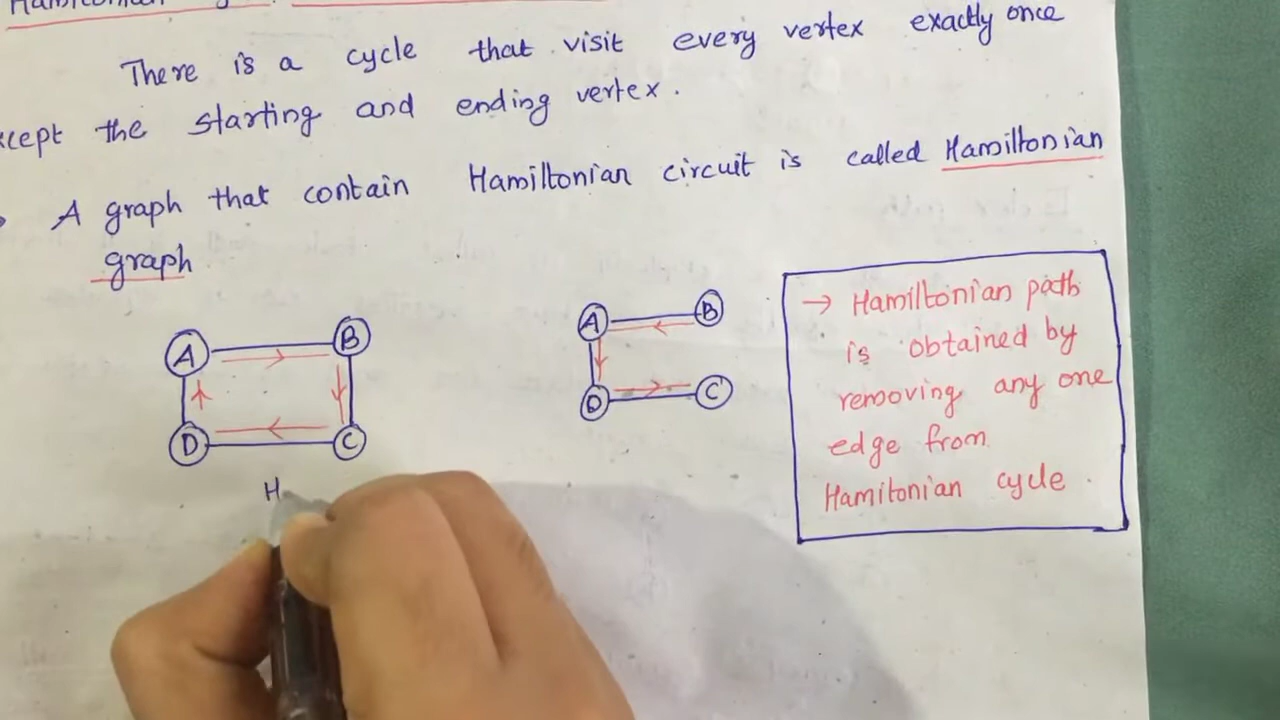 There is a cycle that visit every vertex exactly once
the starting and ending vertex.
A graph that contain Hamiltonian circuit is called Hamiltonian
graph
A B
D C
H
A B
D C
→ Hamiltonian path
is obtained by
removing any one
edge from
Hamitonian cycle.